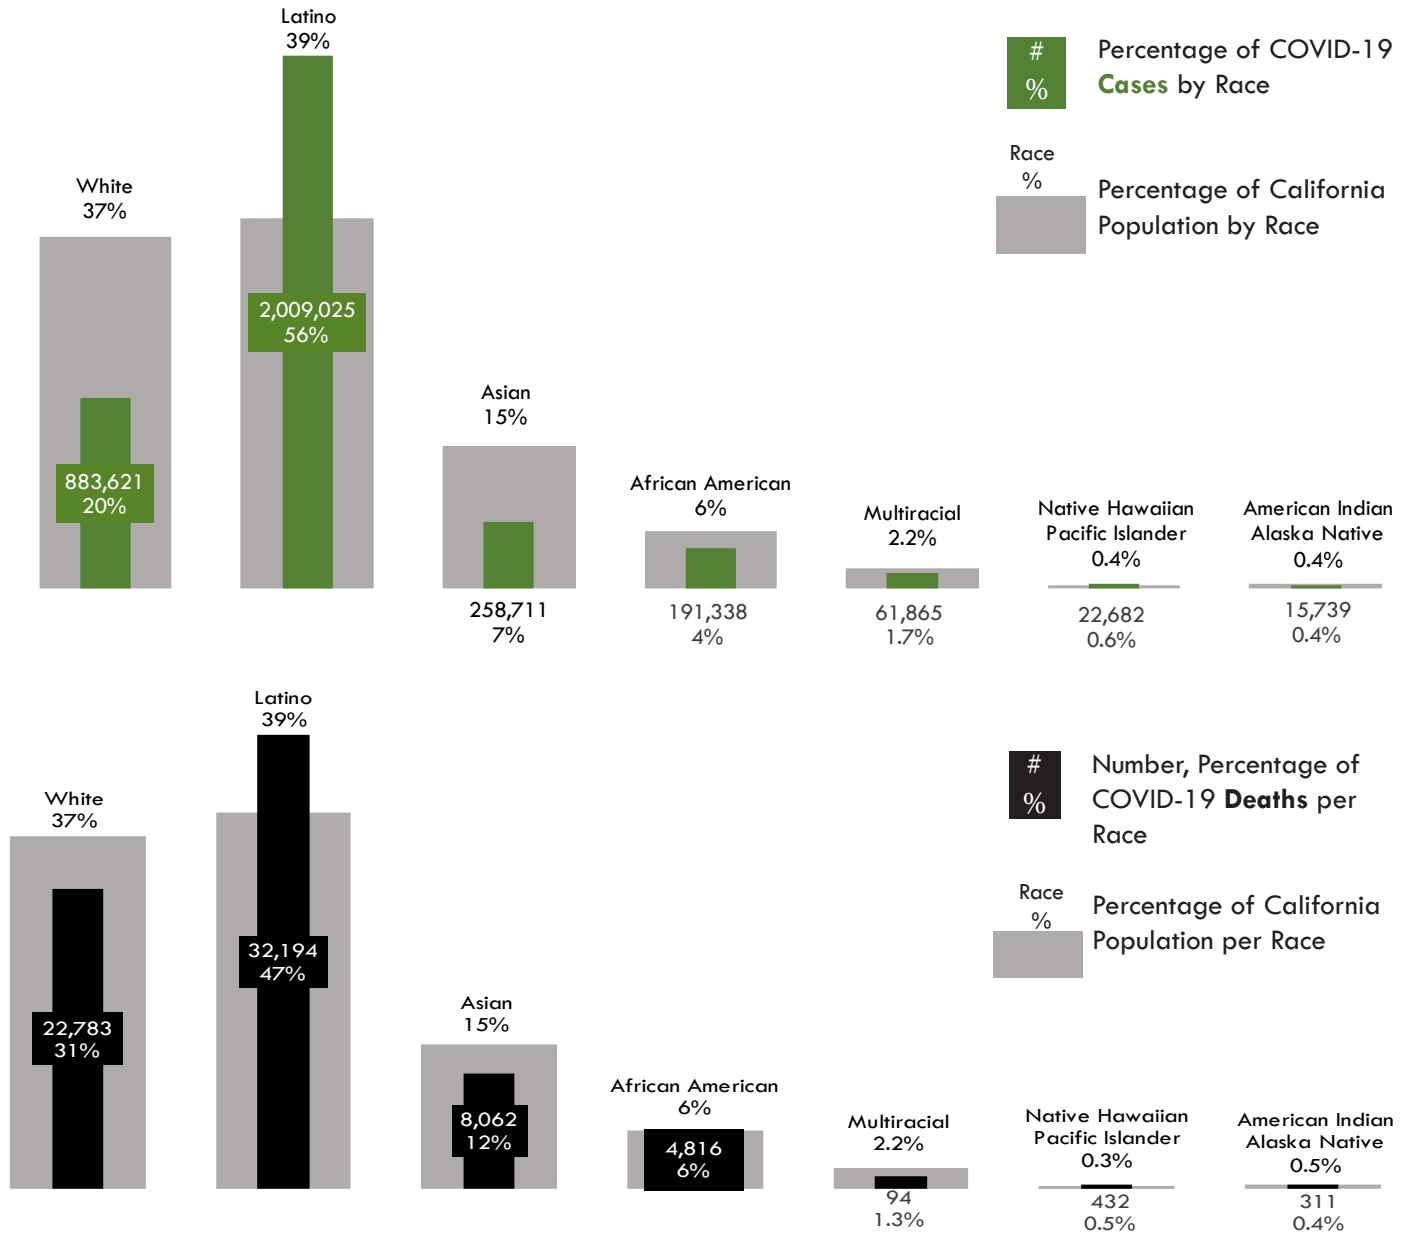 Latino
39%
#
%
Percentage of COVID-19
Cases by Race
Race
%
Percentage of California
Population by Race
White
37%
2,009,025
56%
883,621
20%
Asian
15%
258,711
7%
African American
6%
191,338
4%
Multiracial
2.2%
61,865
1.7%
Native Hawaiian
Pacific Islander
0.4%
22,682
0.6%
American Indian
Alaska Native
0.4%
15,739
0.4%
Latino
39%
#
%
Number, Percentage of
COVID-19 Deaths per
Race
Race
%
Percentage of California
Population per Race
White
37%
32,194
47%
22,783
31%
Asian
15%
8,062
12%
African American
6%
4,816
6%
Multiracial
2.2%
94
1.3%
Native Hawaiian
Pacific Islander
0.3%
432
0.5%
American Indian
Alaska Native
0.5%
311
0.4%